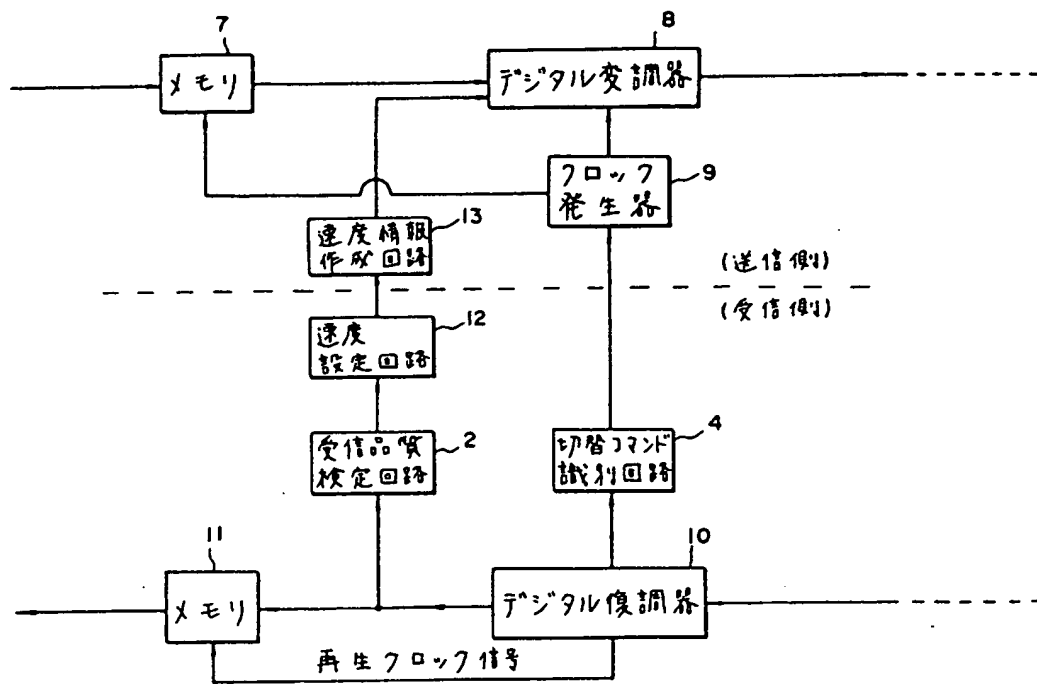 7
メモリ
8
デジタル変調器
クロック
発生器
9
13
速度情報
作成回路
(送信側)
(受信側)
12
速度
設定回路
2
受信品質
検定回路
4
切替コマンド
識別回路
11
メモリ
10
デジタル復調器
再生クロック信号